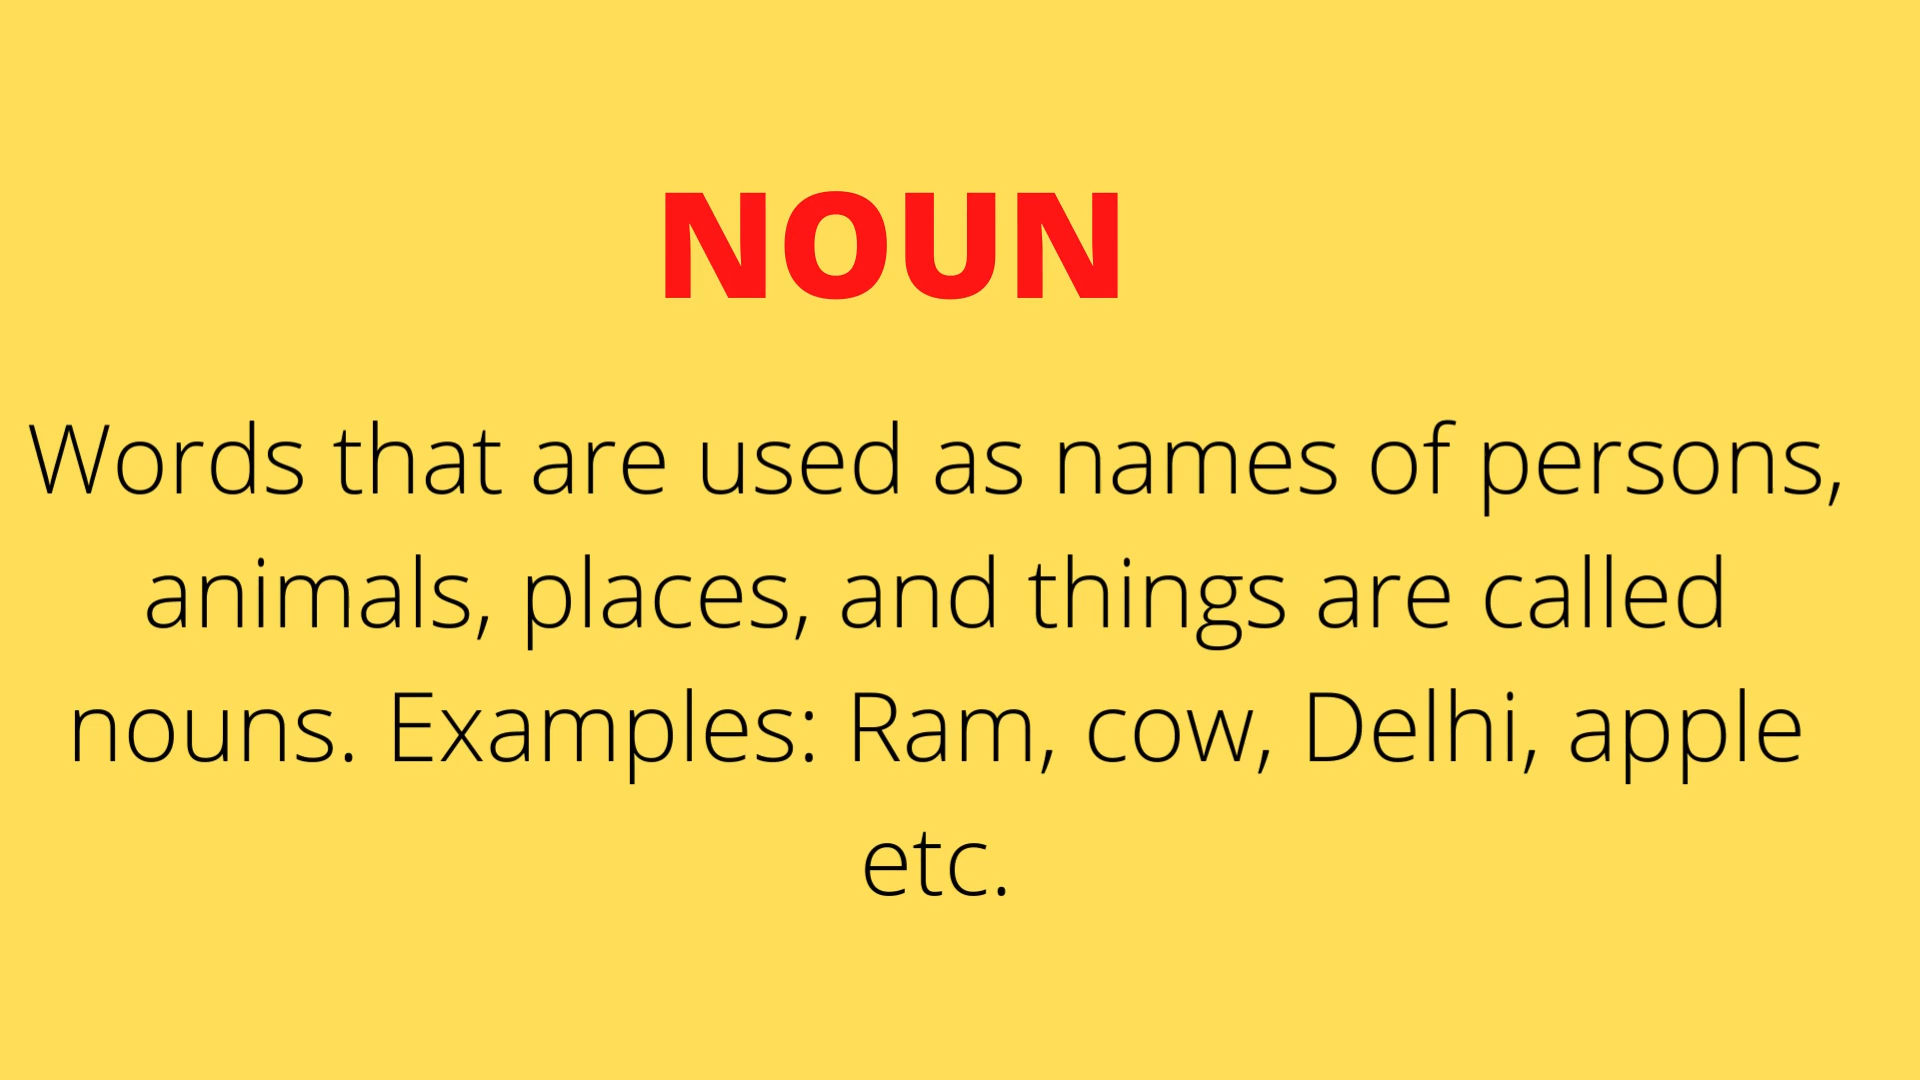 NOUN
Words that are used as names of persons,
animals, places, and things are called
nouns. Examples: Ram, cow, Delhi, apple
etc.